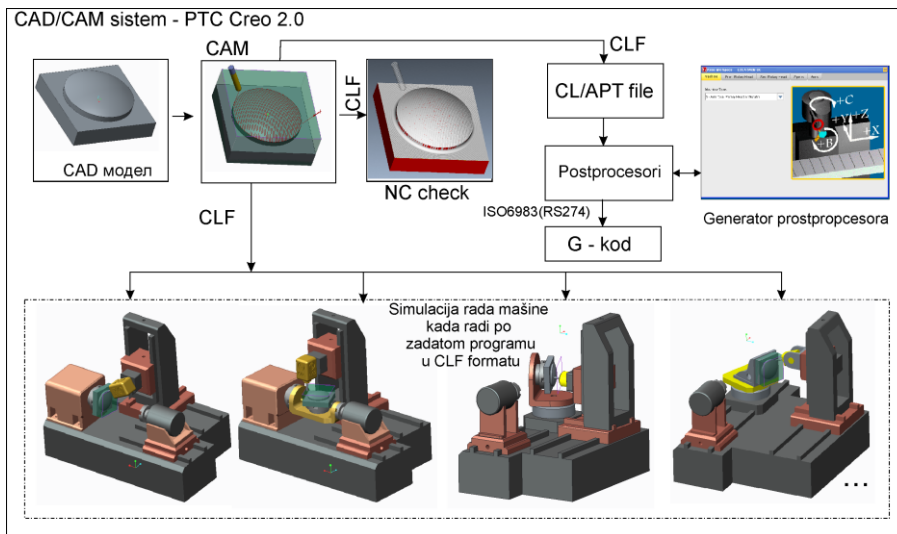 CAD/CAM sistem - PTC Creo 2.0
CAM
CLF
CLF
CAD модел
NC check
CL/APT file
Postprocesori
ISO6983(RS274)
G - kod
Generator prostpropcesora
+C
+Y
+Z
+X
+B
CLF
Simulacija rada mašine
kada radi po
zadatom programu
u CLF formatu
...